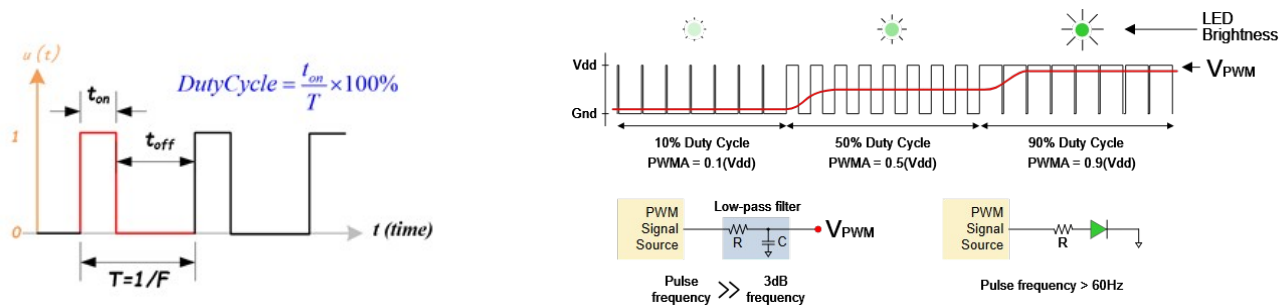 u (t)
DutyCycle = t_on / T × 100%
t_on
1
t_off
0
t (time)
T=1/F
LED
Brightness
Vdd
V_PWM
Gnd
10% Duty Cycle
PWMA = 0.1(Vdd)
50% Duty Cycle
PWMA = 0.5(Vdd)
90% Duty Cycle
PWMA = 0.9(Vdd)
PWM
Signal
Source
Low-pass filter
R
C
V_PWM
Pulse
frequency
>>
3dB
frequency
PWM
Signal
Source
R
Pulse frequency > 60Hz